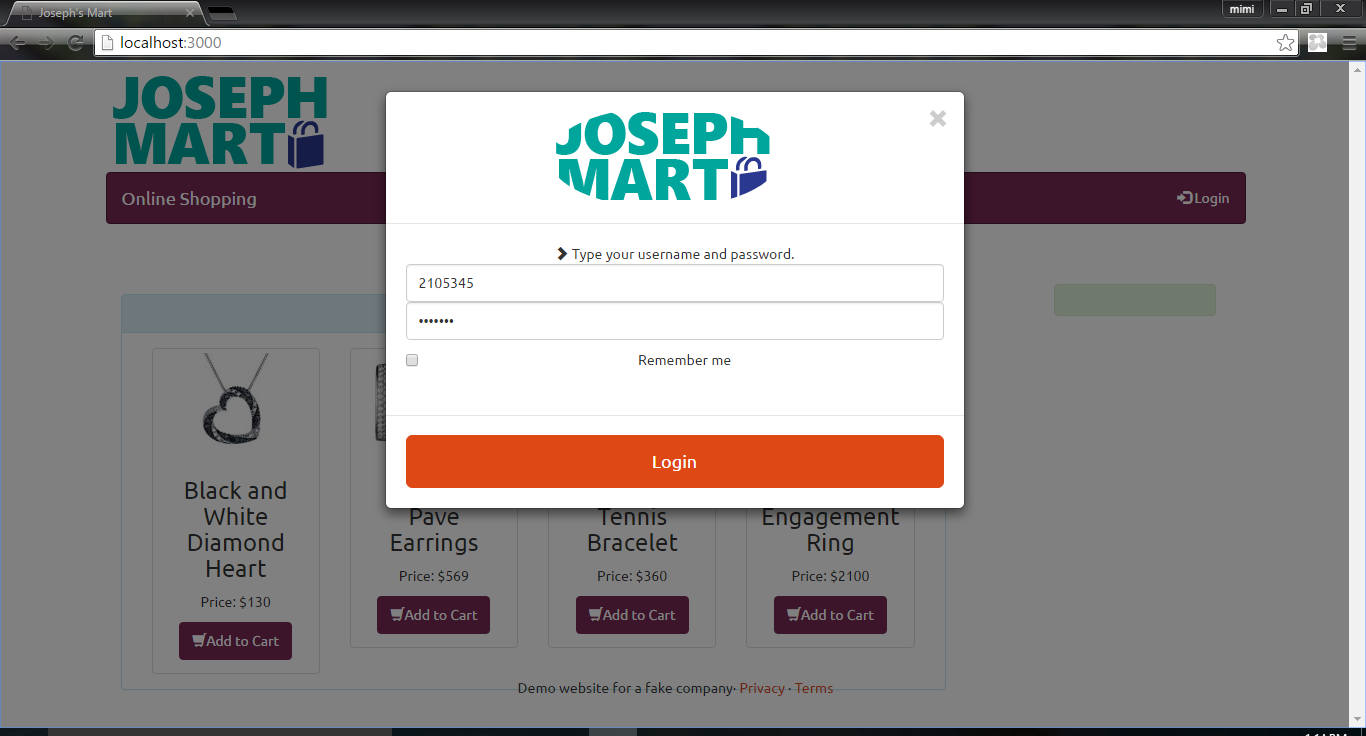 Joseph's Mart
mimi
localhost:3000
JOSEPH
MART
Online Shopping
Login
JOSEPH
MART
Type your username and password.
2105345
•••••••
Remember me
Login
Black and
White
Diamond
Heart
Price: $130
Add to Cart
Pave
Earrings
Price: $569
Add to Cart
Tennis
Bracelet
Price: $360
Add to Cart
Engagement
Ring
Price: $2100
Add to Cart
Demo website for a fake company· Privacy · Terms